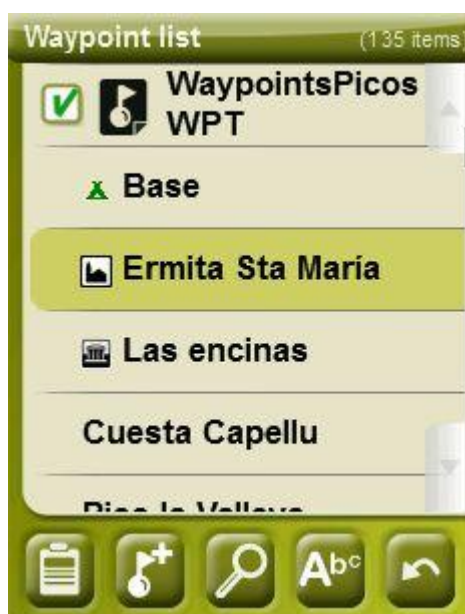 Waypoint list (135 items)
WaypointsPicos
WPT
Base
Ermita Sta María
Las encinas
Cuesta Capellu
Abc